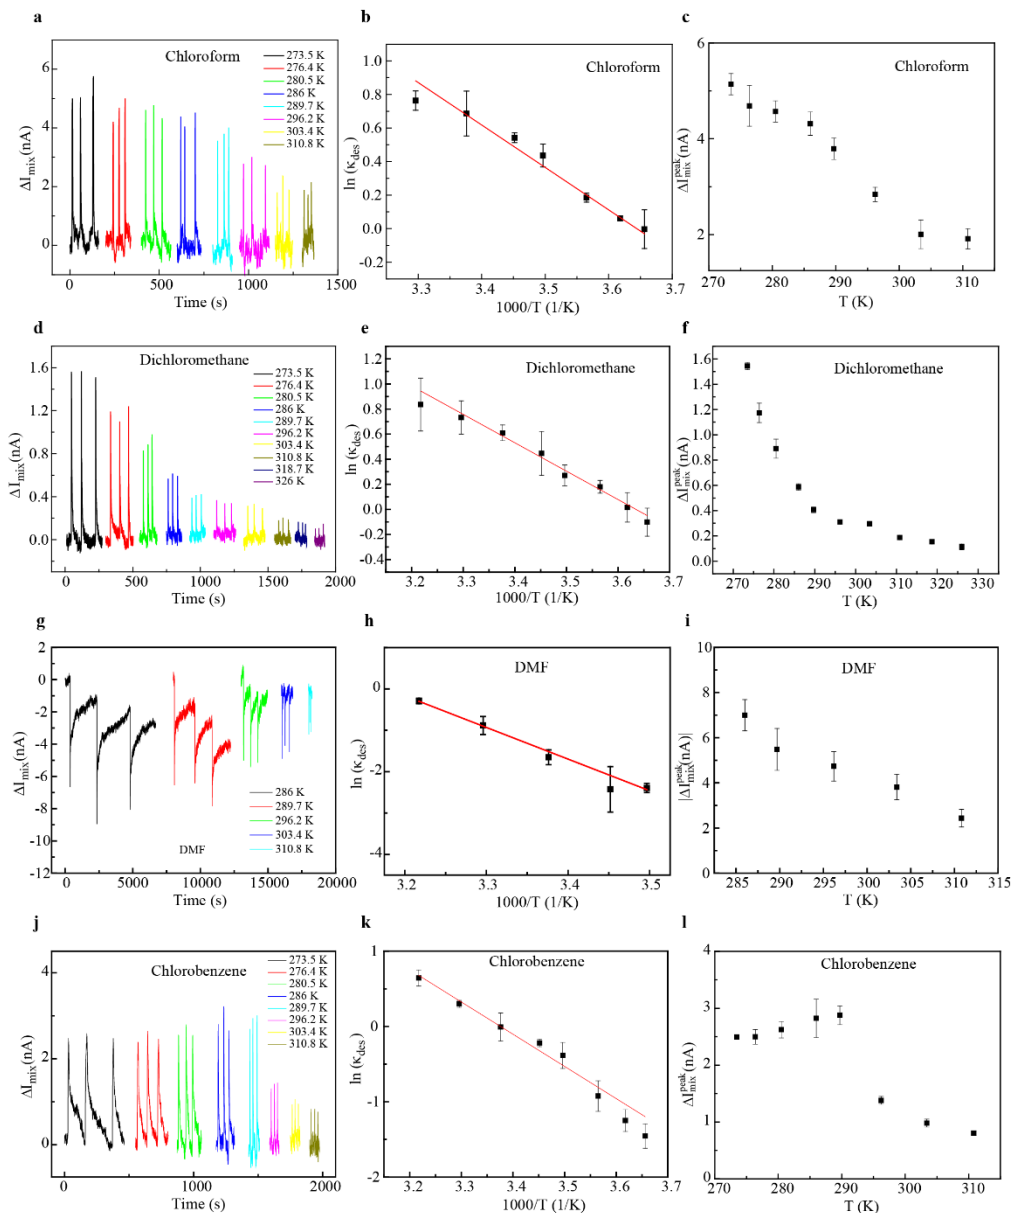 a
Chloroform
273.5 K
276.4 K
280.5 K
286 K
289.7 K
296.2 K
303.4 K
310.8 K
ΔI_mix(nA)
6
4
2
0
0 500 1000 1500
Time (s)
b
Chloroform
ln (κ_des)
1.0
0.8
0.6
0.4
0.2
0.0
-0.2
3.3 3.4 3.5 3.6 3.7
1000/T (1/K)
c
Chloroform
ΔI_mix^peak(nA)
6
4
2
270 280 290 300 310
T (K)
d
Dichloromethane
273.5 K
276.4 K
280.5 K
286 K
289.7 K
296.2 K
303.4 K
310.8 K
318.7 K
326 K
ΔI_mix(nA)
1.6
1.2
0.8
0.4
0.0
0 250 500 750 1000 1250 1500 1750 2000
Time (s)
e
Dichloromethane
ln (κ_des)
1.2
1.0
0.8
0.6
0.4
0.2
0.0
-0.2
-0.4
3.2 3.3 3.4 3.5 3.6 3.7
1000/T (1/K)
f
Dichloromethane
ΔI_mix^peak(nA)
1.6
1.4
1.2
1.0
0.8
0.6
0.4
0.2
0.0
270 280 290 300 310 320 330
T (K)
g
ΔI_mix(nA)
2
0
-2
-4
-6
-8
-10
-12
286 K
289.7 K
296.2 K
303.4 K
310.8 K
DMF
0 5000 10000 15000 20000
Time (s)
h
DMF
ln (κ_des)
0
-2
-4
3.2 3.3 3.4 3.5
1000/T (1/K)
i
DMF
|ΔI_mix^peak(nA)|
10
8
6
4
2
0
285 290 295 300 305 310 315
T (K)
j
Chlorobenzene
273.5 K
276.4 K
280.5 K
286 K
289.7 K
296.2 K
303.4 K
310.8 K
ΔI_mix(nA)
4
2
0
0 500 1000 1500 2000
Time (s)
k
Chlorobenzene
ln (κ_des)
1
0
-1
-2
3.2 3.3 3.4 3.5 3.6 3.7
1000/T (1/K)
l
Chlorobenzene
ΔI_mix^peak(nA)
4
3
2
1
0
270 280 290 300 310
T (K)